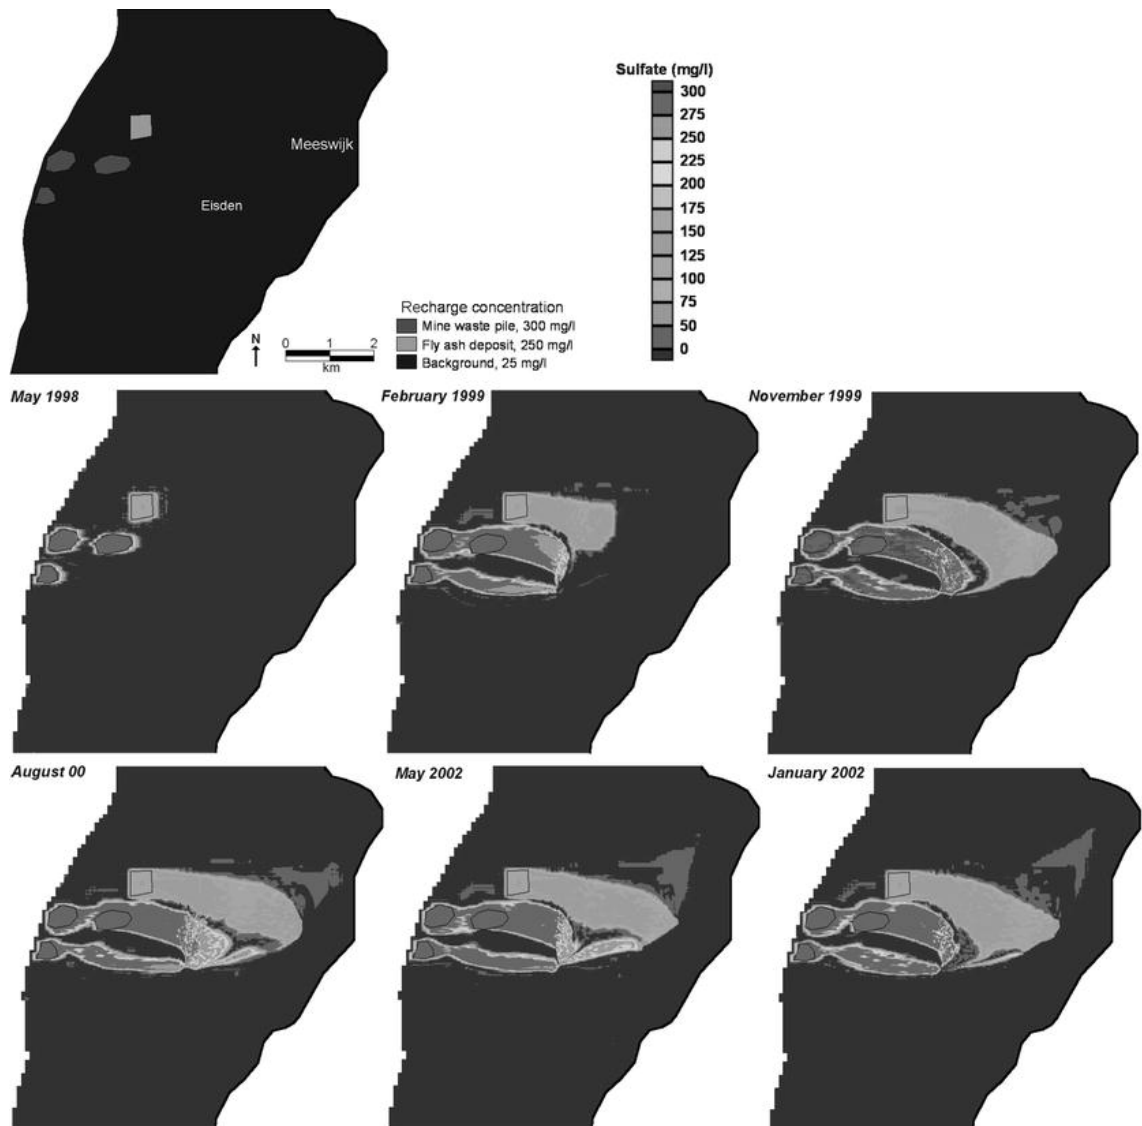 Meeswijk
Eisden
Recharge concentration
Mine waste pile, 300 mg/l
Fly ash deposit, 250 mg/l
Background, 25 mg/l
N
0 1 2
km
Sulfate (mg/l)
300
275
250
225
200
175
150
125
100
75
50
0
May 1998
February 1999
November 1999
August 00
May 2002
January 2002